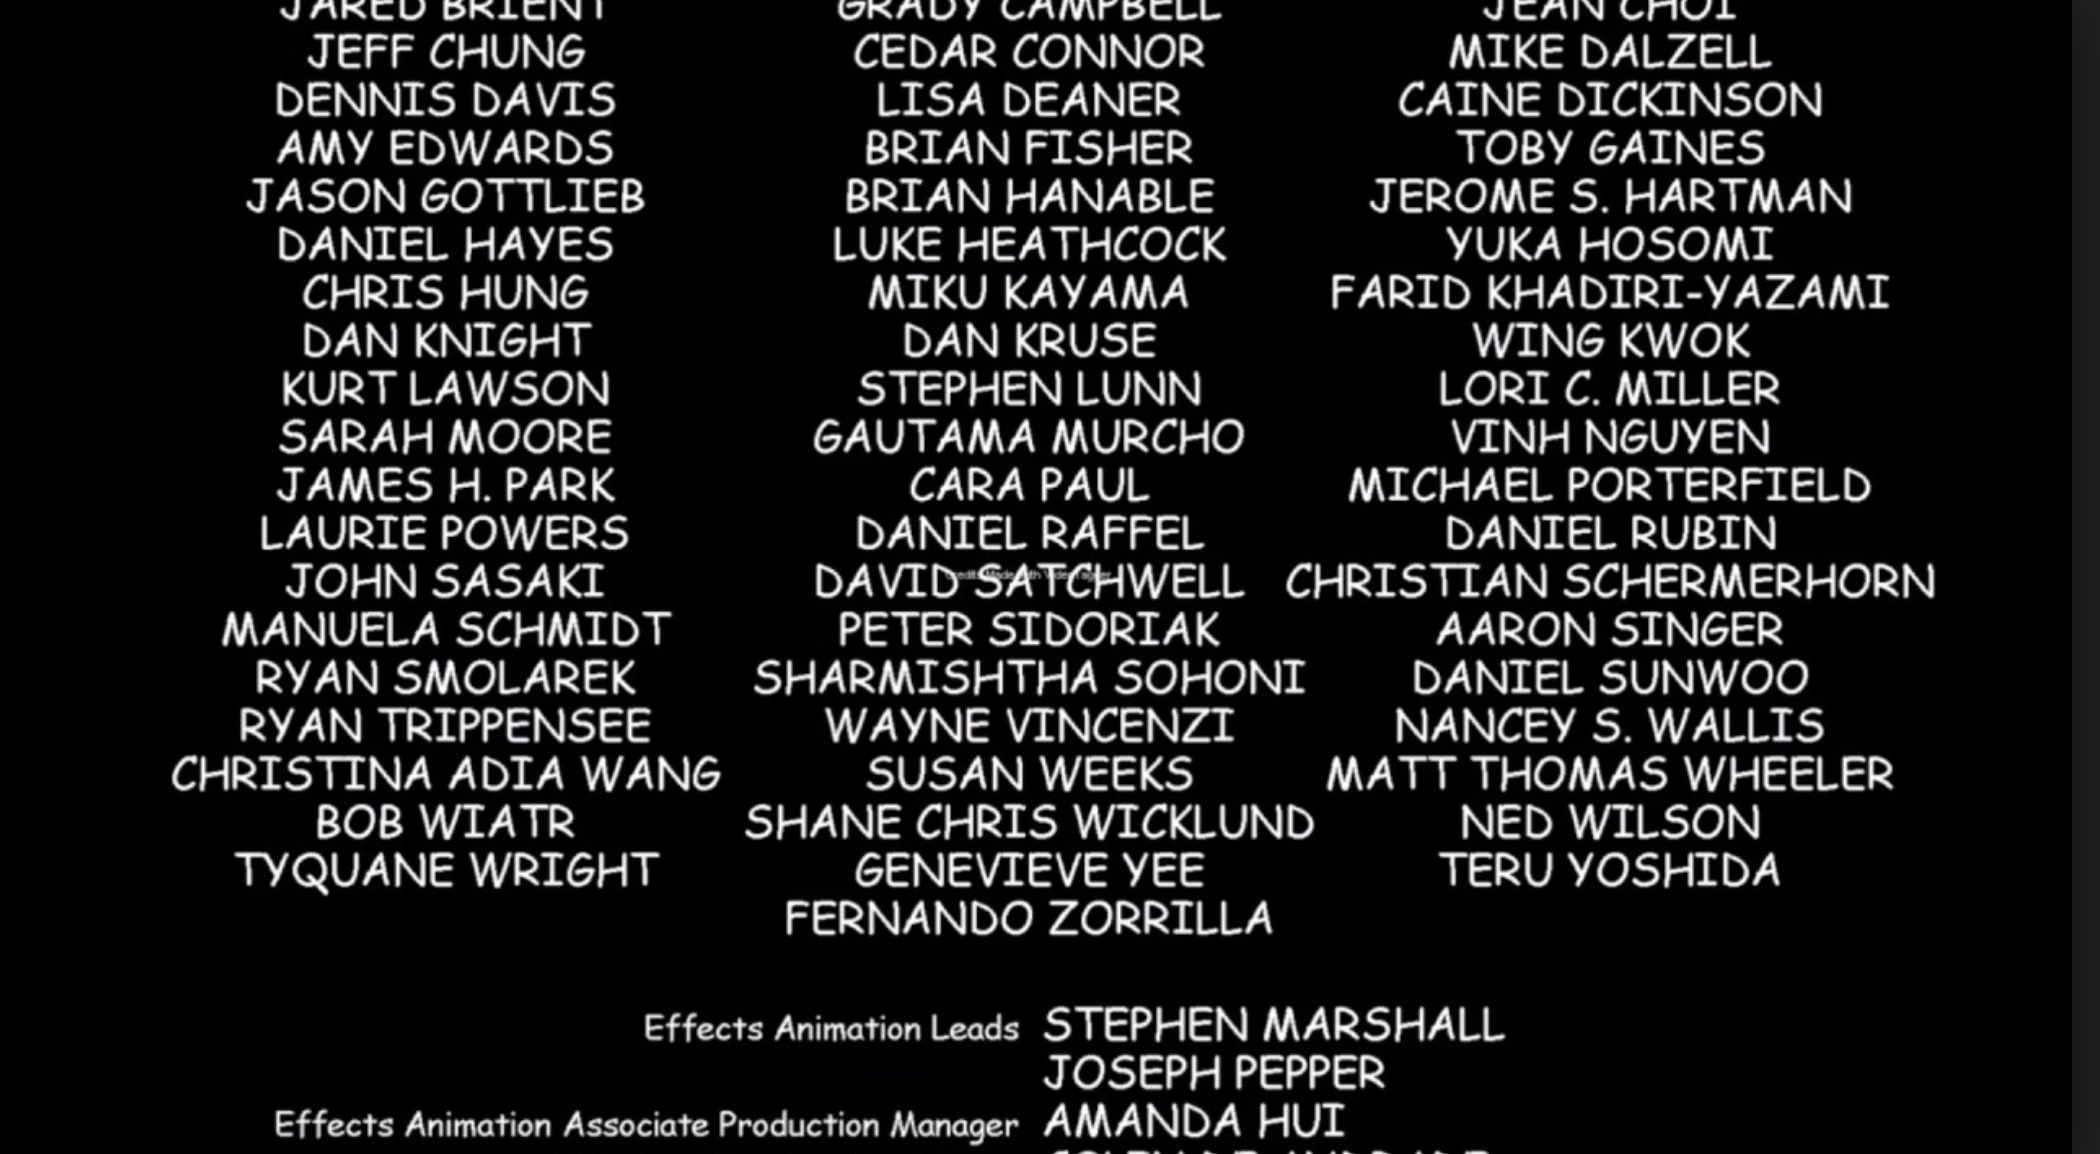 JARED BRIENT GRADY CAMPBELL JEAN CHOI
JEFF CHUNG CEDAR CONNOR MIKE DALZELL
DENNIS DAVIS LISA DEANER CAINE DICKINSON
AMY EDWARDS BRIAN FISHER TOBY GAINES
JASON GOTTLIEB BRIAN HANABLE JEROME S. HARTMAN
DANIEL HAYES LUKE HEATHCOCK YUKA HOSOMI
CHRIS HUNG MIKU KAYAMA FARID KHADIRI-YAZAMI
DAN KNIGHT DAN KRUSE WING KWOK
KURT LAWSON STEPHEN LUNN LORI C. MILLER
SARAH MOORE GAUTAMA MURCHO VINH NGUYEN
JAMES H. PARK CARA PAUL MICHAEL PORTERFIELD
LAURIE POWERS DANIEL RAFFEL DANIEL RUBIN
JOHN SASAKI DAVID SATCHWELL CHRISTIAN SCHERMERHORN
MANUELA SCHMIDT PETER SIDORIAK AARON SINGER
RYAN SMOLAREK SHARMISHTHA SOHONI DANIEL SUNWOO
RYAN TRIPPENSEE WAYNE VINCENZI NANCEY S. WALLIS
CHRISTINA ADIA WANG SUSAN WEEKS MATT THOMAS WHEELER
BOB WIATR SHANE CHRIS WICKLUND NED WILSON
TYQUANE WRIGHT GENEVIEVE YEE TERU YOSHIDA
FERNANDO ZORRILLA
Effects Animation Leads STEPHEN MARSHALL
JOSEPH PEPPER
Effects Animation Associate Production Manager AMANDA HUI